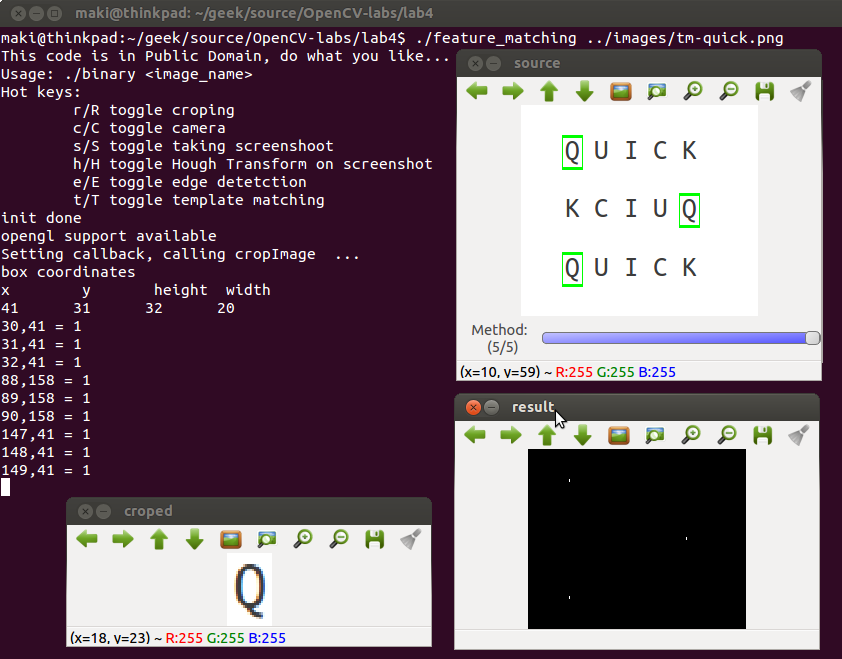 maki@thinkpad: ~/geek/source/OpenCV-labs/lab4
maki@thinkpad:~/geek/source/OpenCV-labs/lab4$ ./feature_matching ../images/tm-quick.png
This code is in Public Domain, do what you like...
Usage: ./binary <image_name>
Hot keys:
r/R toggle croping
c/C toggle camera
s/S toggle taking screenshoot
h/H toggle Hough Transform on screenshot
e/E toggle edge detetction
t/T toggle template matching
init done
opengl support available
Setting callback, calling cropImage  ...
box coordinates
x y height width
41 31 32 20
30,41 = 1
31,41 = 1
32,41 = 1
88,158 = 1
89,158 = 1
90,158 = 1
147,41 = 1
148,41 = 1
149,41 = 1
source
Q U I C K
K C I U Q
Q U I C K
Method:
(5/5)
(x=10, y=59) ~ R:255 G:255 B:255
result
croped
Q
(x=18, y=23) ~ R:255 G:255 B:255